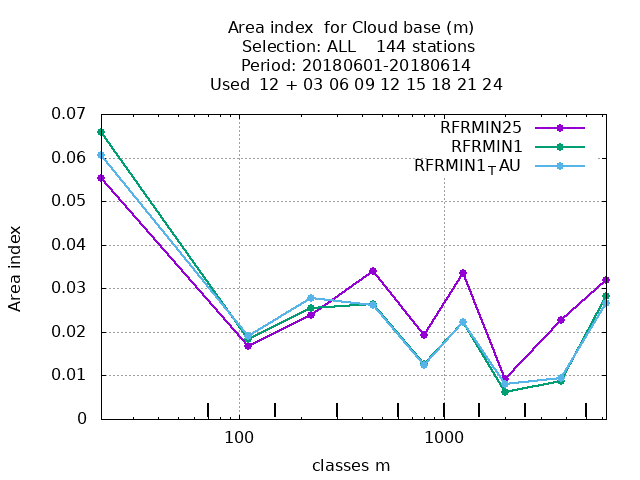 Area index  for Cloud base (m)
Selection: ALL    144 stations
Period: 20180601-20180614
Used  12 + 03 06 09 12 15 18 21 24
RFRMIN25
RFRMIN1
RFRMIN1_TAU
Area index
0.07
0.06
0.05
0.04
0.03
0.02
0.01
0
100
1000
classes m